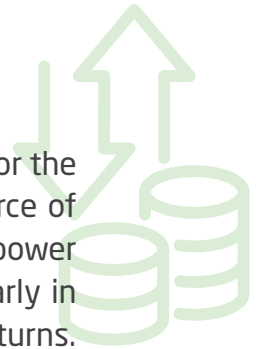 or the
rce of
power
arly in
turns.